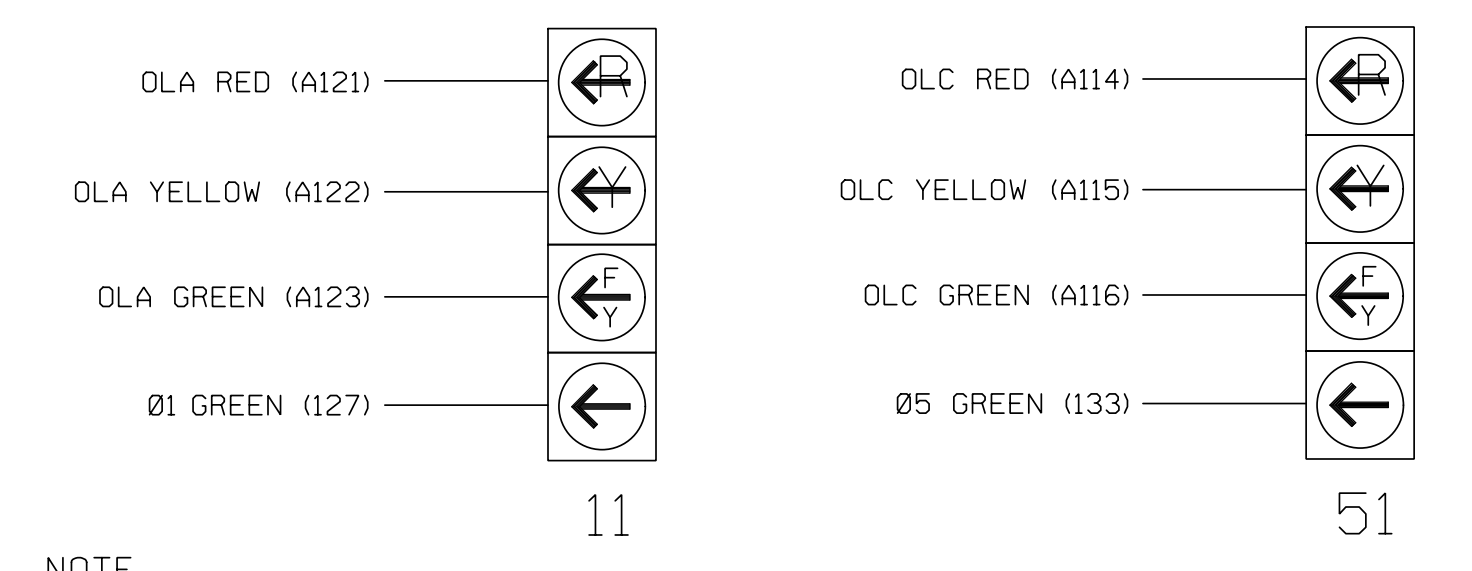 OLA RED (A121)
R
OLA YELLOW (A122)
Y
OLA GREEN (A123)
F
Y
Ø1 GREEN (127)
11
OLC RED (A114)
R
OLC YELLOW (A115)
Y
OLC GREEN (A116)
F
Y
Ø5 GREEN (133)
51
NOTE